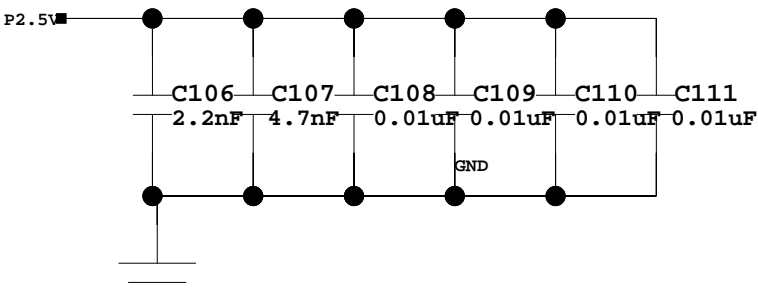 P2.5V
C106 C107 C108 C109 C110 C111
2.2nF 4.7nF 0.01uF 0.01uF 0.01uF 0.01uF
GND